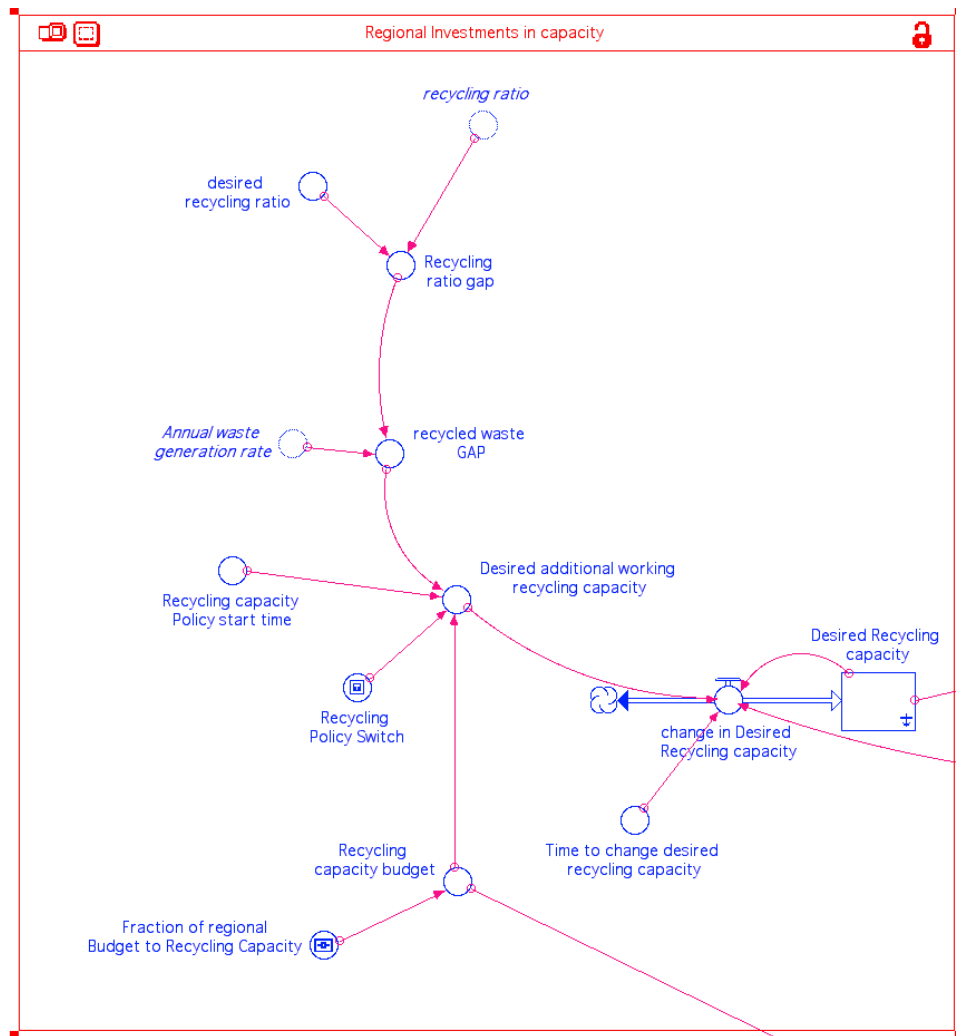 Regional Investments in capacity
recycling ratio
desired
recycling ratio
Recycling
ratio gap
Annual waste
generation rate
recycled waste
GAP
Recycling capacity
Policy start time
Desired additional working
recycling capacity
Desired Recycling
capacity
Recycling
Policy Switch
change in Desired
Recycling capacity
Recycling
capacity budget
Time to change desired
recycling capacity
Fraction of regional
Budget to Recycling Capacity